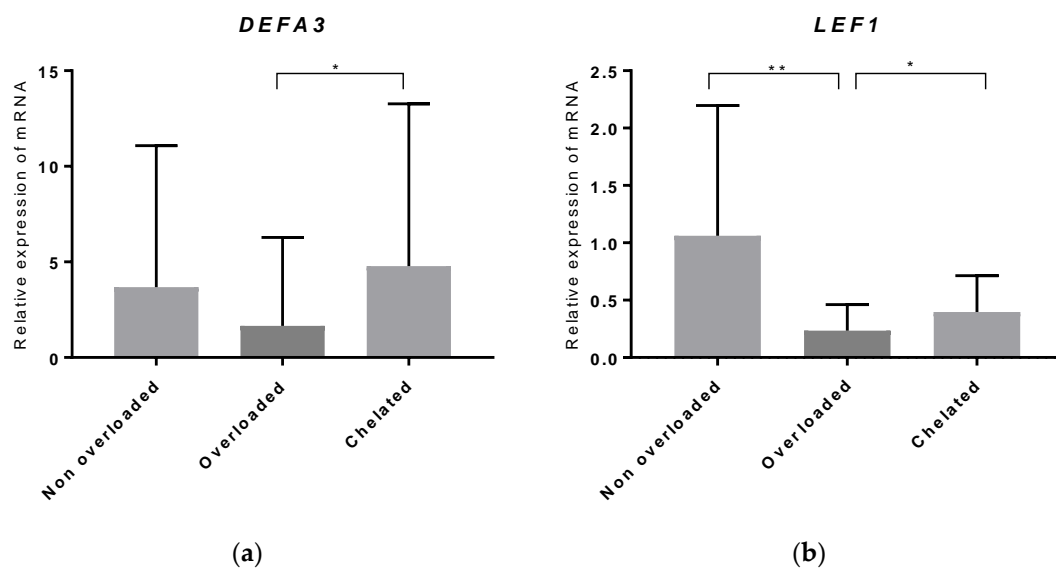 DEFA3
Relative expression of mRNA
15
10
5
0
*
Non overloaded
Overloaded
Chelated
(a)
LEF1
Relative expression of mRNA
2.5
2.0
1.5
1.0
0.5
0.0
**
*
Non overloaded
Overloaded
Chelated
(b)